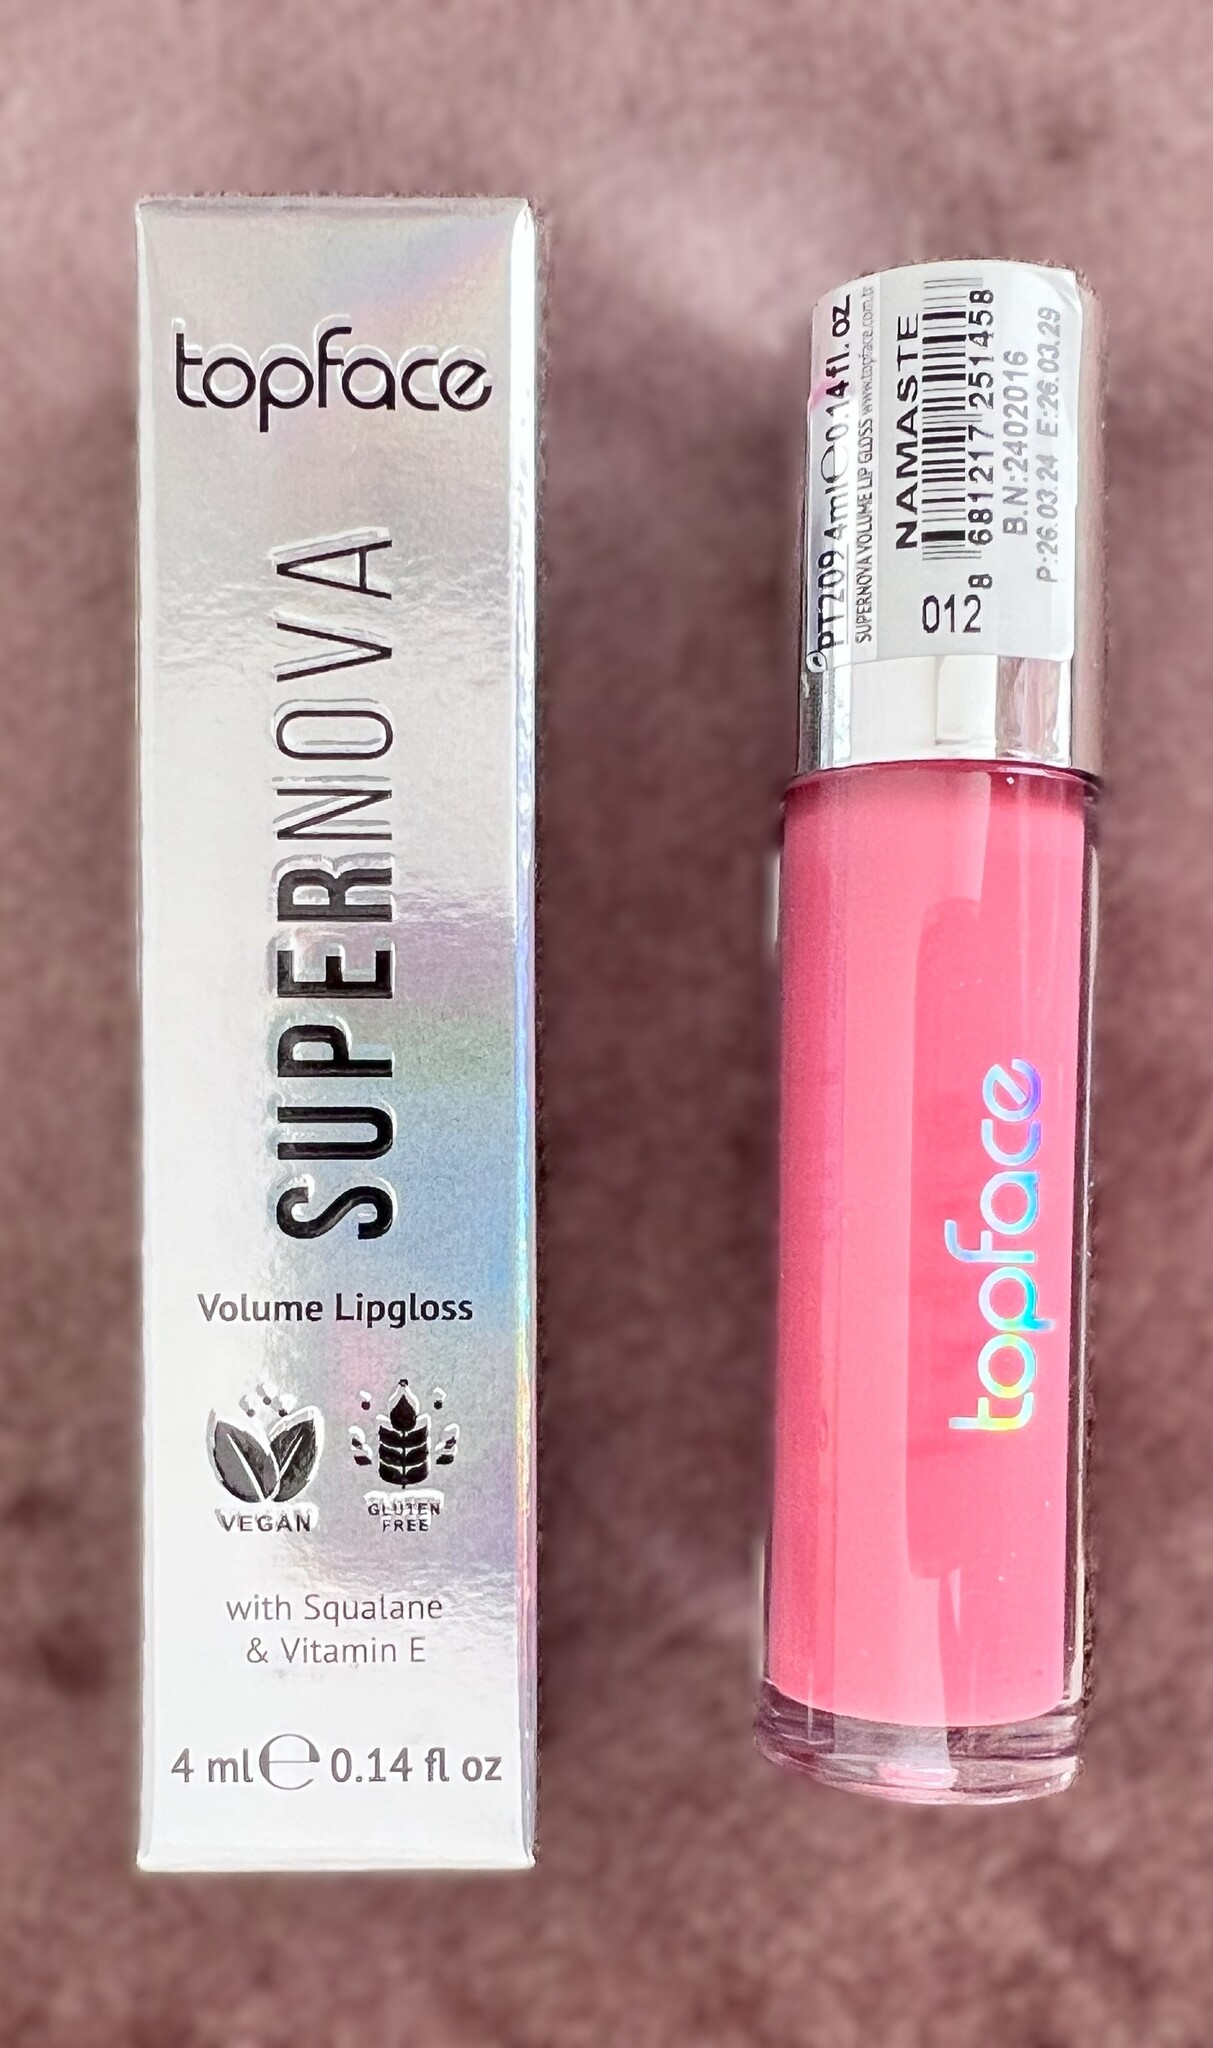 topface
SUPERNOVA
Volume Lipgloss
VEGAN
GLUTEN
FREE
with Squalane
& Vitamin E
4 ml ℮ 0.14 fl oz
PT209 4ml℮0.14fl. oz
SUPERNOVA VOLUME LIP GLOSS www.topface.com.tr
NAMASTE
8 681217 251458
012
B.N:2402016
P:26.03.24 E:26.03.29
topface